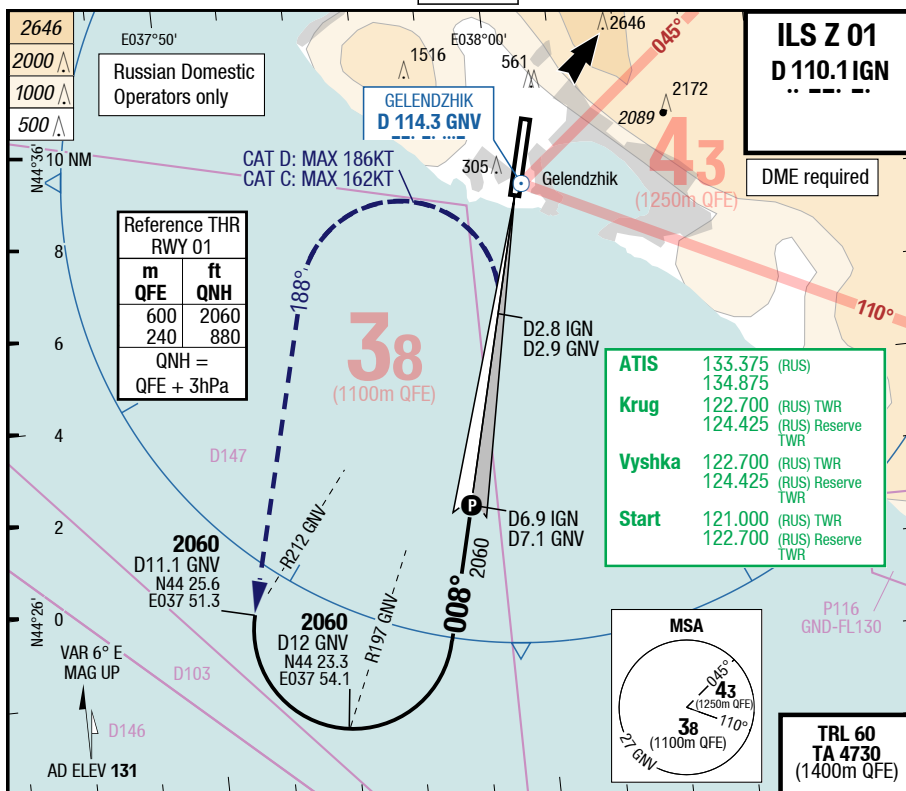 2646
2000
1000
500
E037°50'
Russian Domestic
Operators only
1516
E038°00'
561
2646
045°
ILS Z 01
D 110.1 IGN
GELENDZHIK
D 114.3 GNV
2172
2089
43
(1250m QFE)
DME required
N44°36'
10 NM
CAT D: MAX 186KT
CAT C: MAX 162KT
305
Gelendzhik
Reference THR
RWY 01
m ft
QFE QNH
600 2060
240 880
QNH =
QFE + 3hPa
8
188°
110°
38
(1100m QFE)
D2.8 IGN
D2.9 GNV
6
ATIS 133.375 (RUS)
134.875
Krug 122.700 (RUS) TWR
124.425 (RUS) Reserve
TWR
Vyshka 122.700 (RUS) TWR
124.425 (RUS) Reserve
TWR
Start 121.000 (RUS) TWR
122.700 (RUS) Reserve
TWR
4
D147
P
D6.9 IGN
D7.1 GNV
2
2060
D11.1 GNV
N44 25.6
E037 51.3
R212 GNV
2060
008°
N44°26'
0
2060
D12 GNV
N44 23.3
E037 54.1
R197 GNV
P116
GND-FL130
VAR 6° E
MAG UP
D103
D146
AD ELEV 131
MSA
045°
43
(1250m QFE)
110°
38
(1100m QFE)
27 GNV
TRL 60
TA 4730
(1400m QFE)